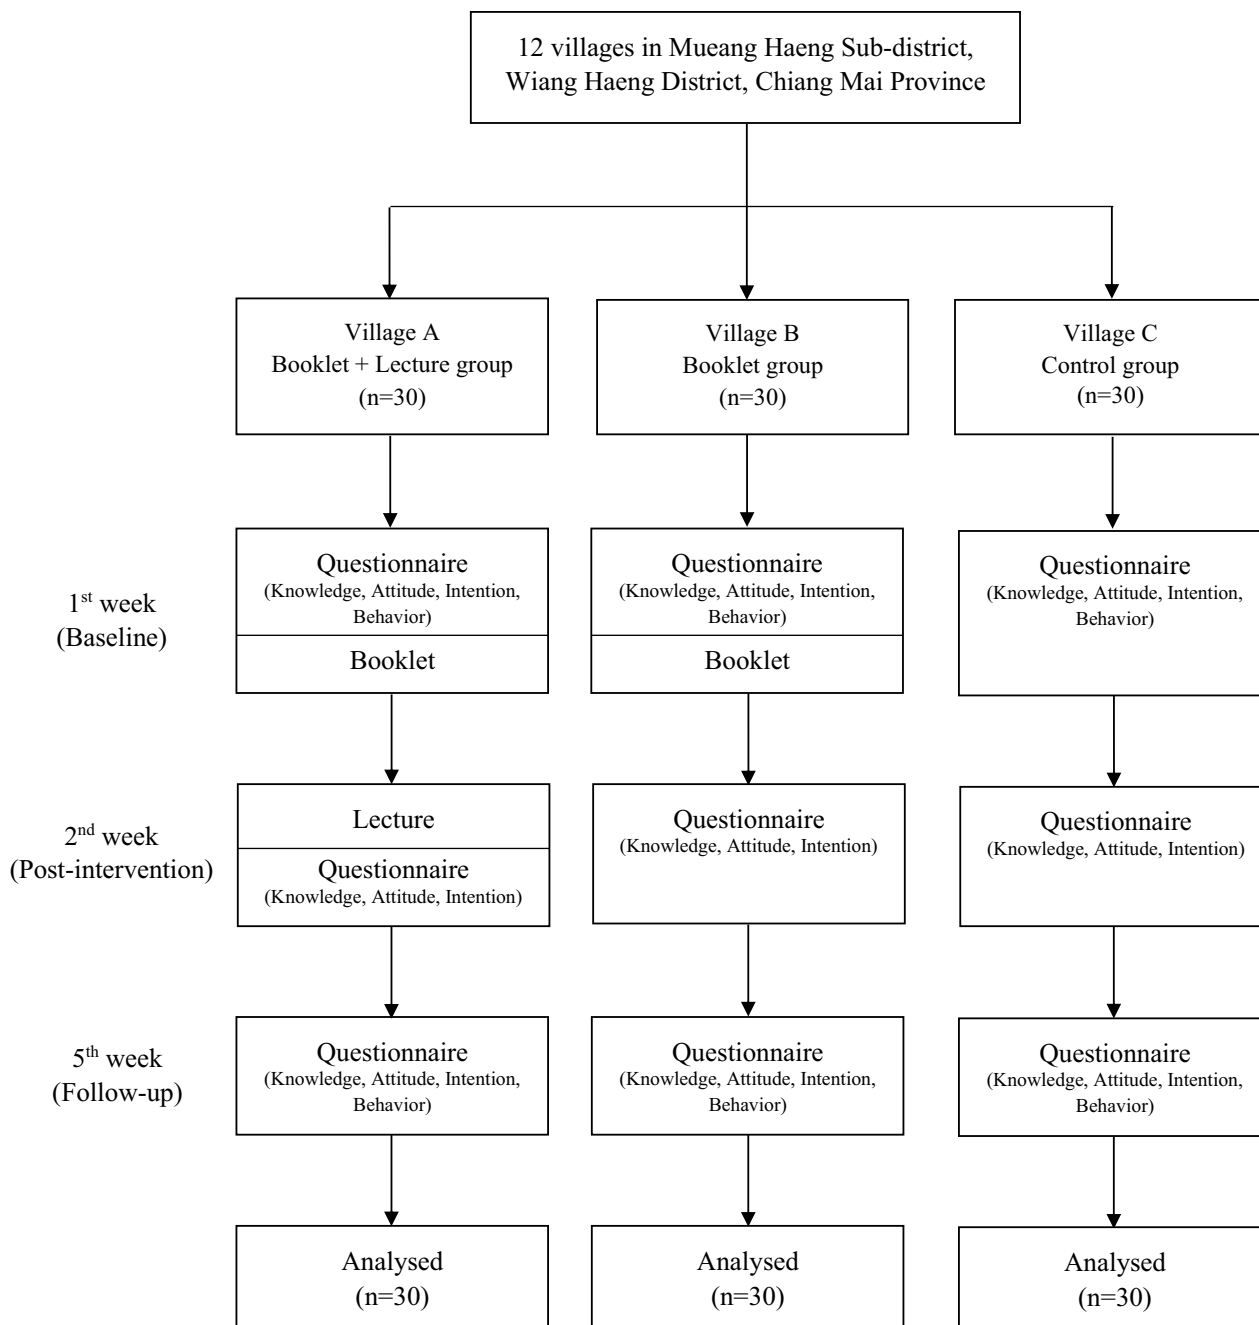 12 villages in Mueang Haeng Sub-district,
Wiang Haeng District, Chiang Mai Province
Village A
Booklet + Lecture group
(n=30)
Village B
Booklet group
(n=30)
Village C
Control group
(n=30)
1st week
(Baseline)
Questionnaire
(Knowledge, Attitude, Intention,
Behavior)
Booklet
Questionnaire
(Knowledge, Attitude, Intention,
Behavior)
Booklet
Questionnaire
(Knowledge, Attitude, Intention,
Behavior)
2nd week
(Post-intervention)
Lecture
Questionnaire
(Knowledge, Attitude, Intention)
Questionnaire
(Knowledge, Attitude, Intention)
Questionnaire
(Knowledge, Attitude, Intention)
5th week
(Follow-up)
Questionnaire
(Knowledge, Attitude, Intention,
Behavior)
Questionnaire
(Knowledge, Attitude, Intention,
Behavior)
Questionnaire
(Knowledge, Attitude, Intention,
Behavior)
Analysed
(n=30)
Analysed
(n=30)
Analysed
(n=30)